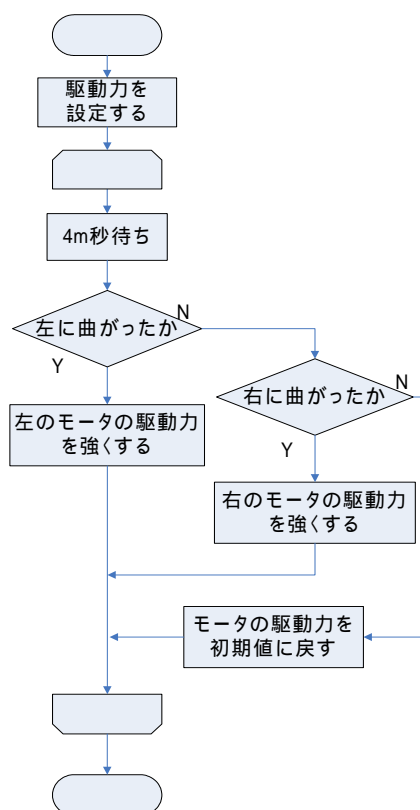 駆動力を
設定する
4m秒待ち
左に曲がったか
N
Y
右に曲がったか
N
Y
左のモータの駆動力
を強くする
右のモータの駆動力
を強くする
モータの駆動力を
初期値に戻す